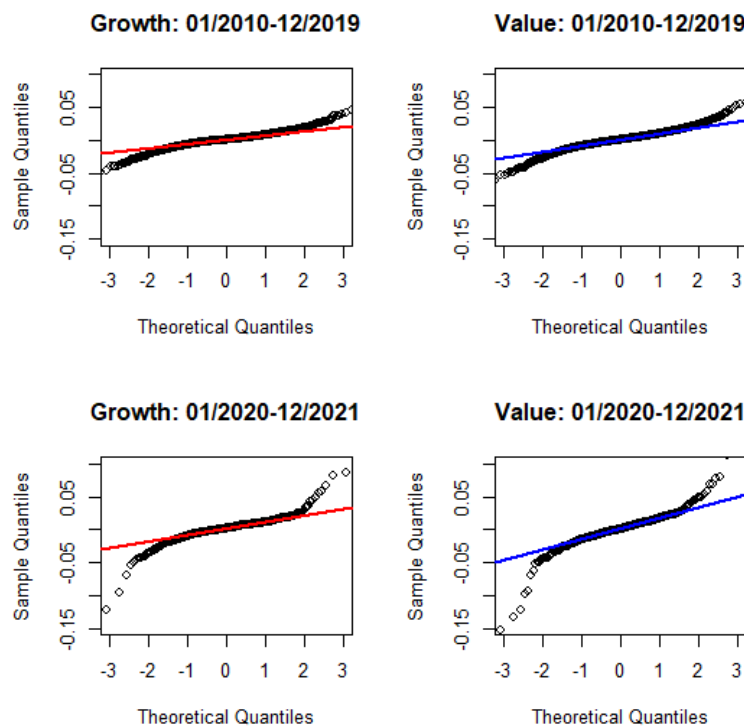 Growth: 01/2010-12/2019
Value: 01/2010-12/2019
Sample Quantiles
0.05
-0.05
-0.15
-3 -2 -1 0 1 2 3
Theoretical Quantiles
Sample Quantiles
0.05
-0.05
-0.15
-3 -2 -1 0 1 2 3
Theoretical Quantiles
Growth: 01/2020-12/2021
Value: 01/2020-12/2021
Sample Quantiles
0.05
-0.05
-0.15
-3 -2 -1 0 1 2 3
Theoretical Quantiles
Sample Quantiles
0.05
-0.05
-0.15
-3 -2 -1 0 1 2 3
Theoretical Quantiles